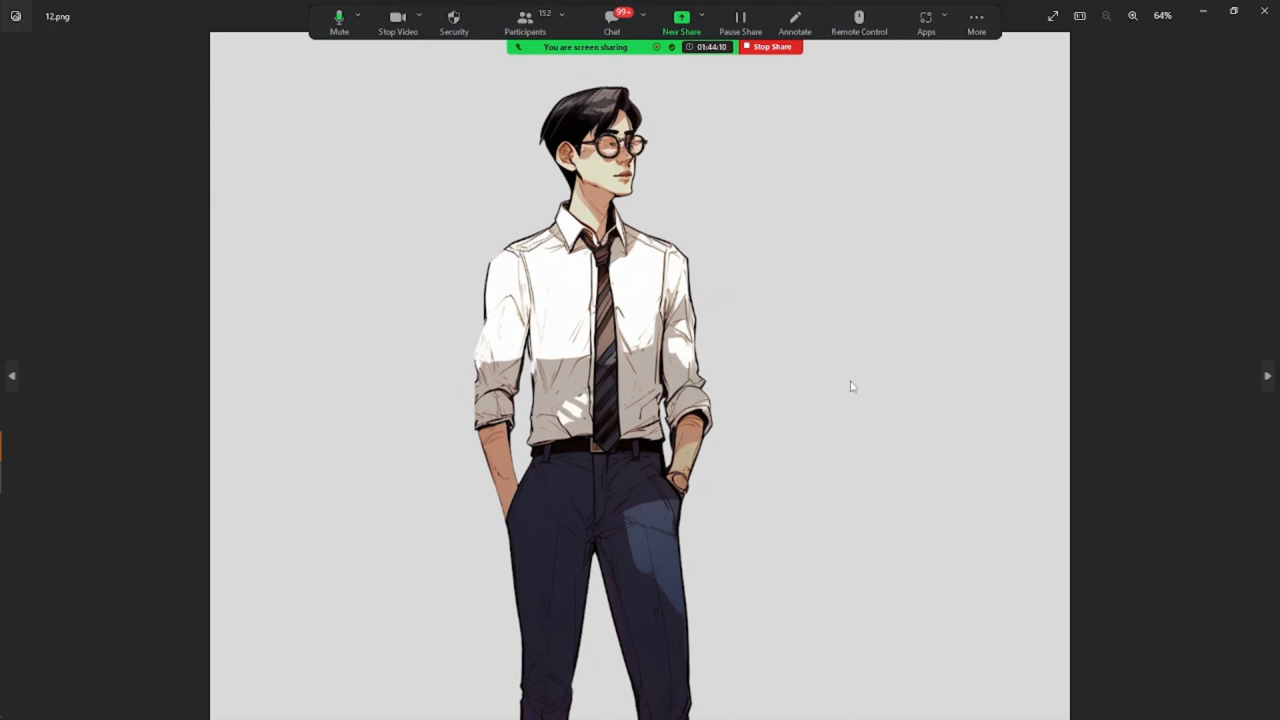 12.png
152
99+
64%
Mute
Stop Video
Security
Participants
Chat
New Share
Pause Share
Annotate
Remote Control
Apps
More
You are screen sharing
01:44:10
Stop Share